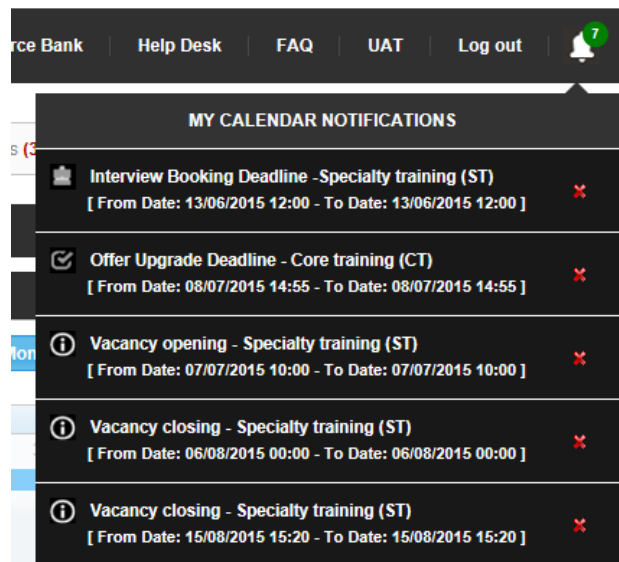 rce Bank Help Desk FAQ UAT Log out 7
MY CALENDAR NOTIFICATIONS
s (3
Interview Booking Deadline -Specialty training (ST)
[ From Date: 13/06/2015 12:00 - To Date: 13/06/2015 12:00 ]
Offer Upgrade Deadline - Core training (CT)
[ From Date: 08/07/2015 14:55 - To Date: 08/07/2015 14:55 ]
Vacancy opening - Specialty training (ST)
Mon
[ From Date: 07/07/2015 10:00 - To Date: 07/07/2015 10:00 ]
Vacancy closing - Specialty training (ST)
[ From Date: 06/08/2015 00:00 - To Date: 06/08/2015 00:00 ]
Vacancy closing - Specialty training (ST)
[ From Date: 15/08/2015 15:20 - To Date: 15/08/2015 15:20 ]